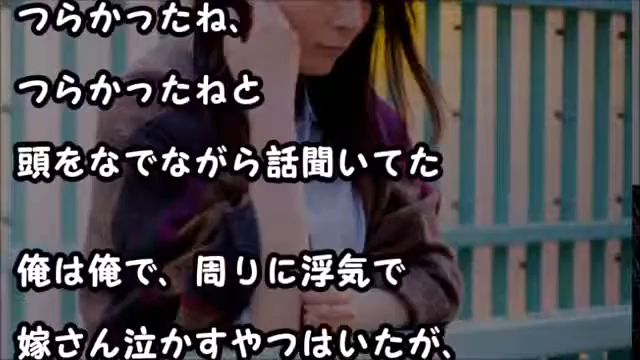 つらかったね、
つらかったねと
頭をなでながら話聞いてた
俺は俺で、周りに浮気で
嫁さん泣かすやつはいたが、